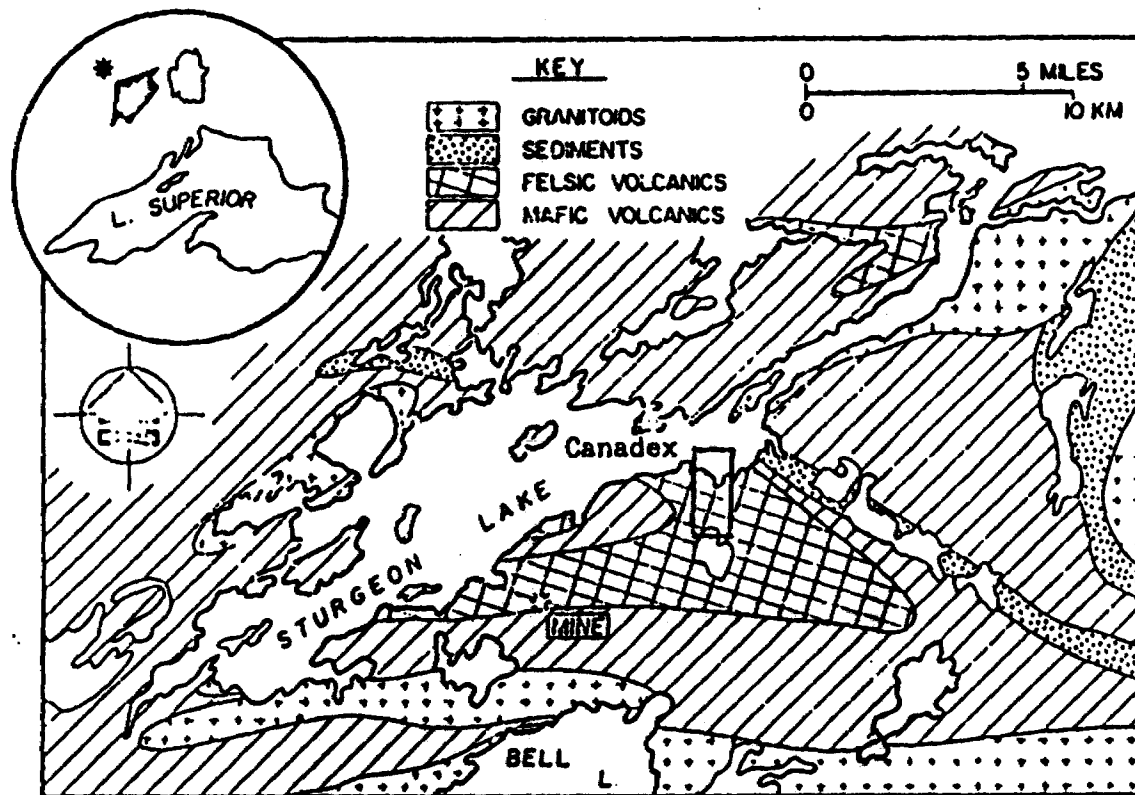 KEY
GRANITOIDS
SEDIMENTS
FELSIC VOLCANICS
MAFIC VOLCANICS
0 5 MILES
0 10 KM
L. SUPERIOR
Canadex
STURGEON LAKE
MINE
BELL
L.